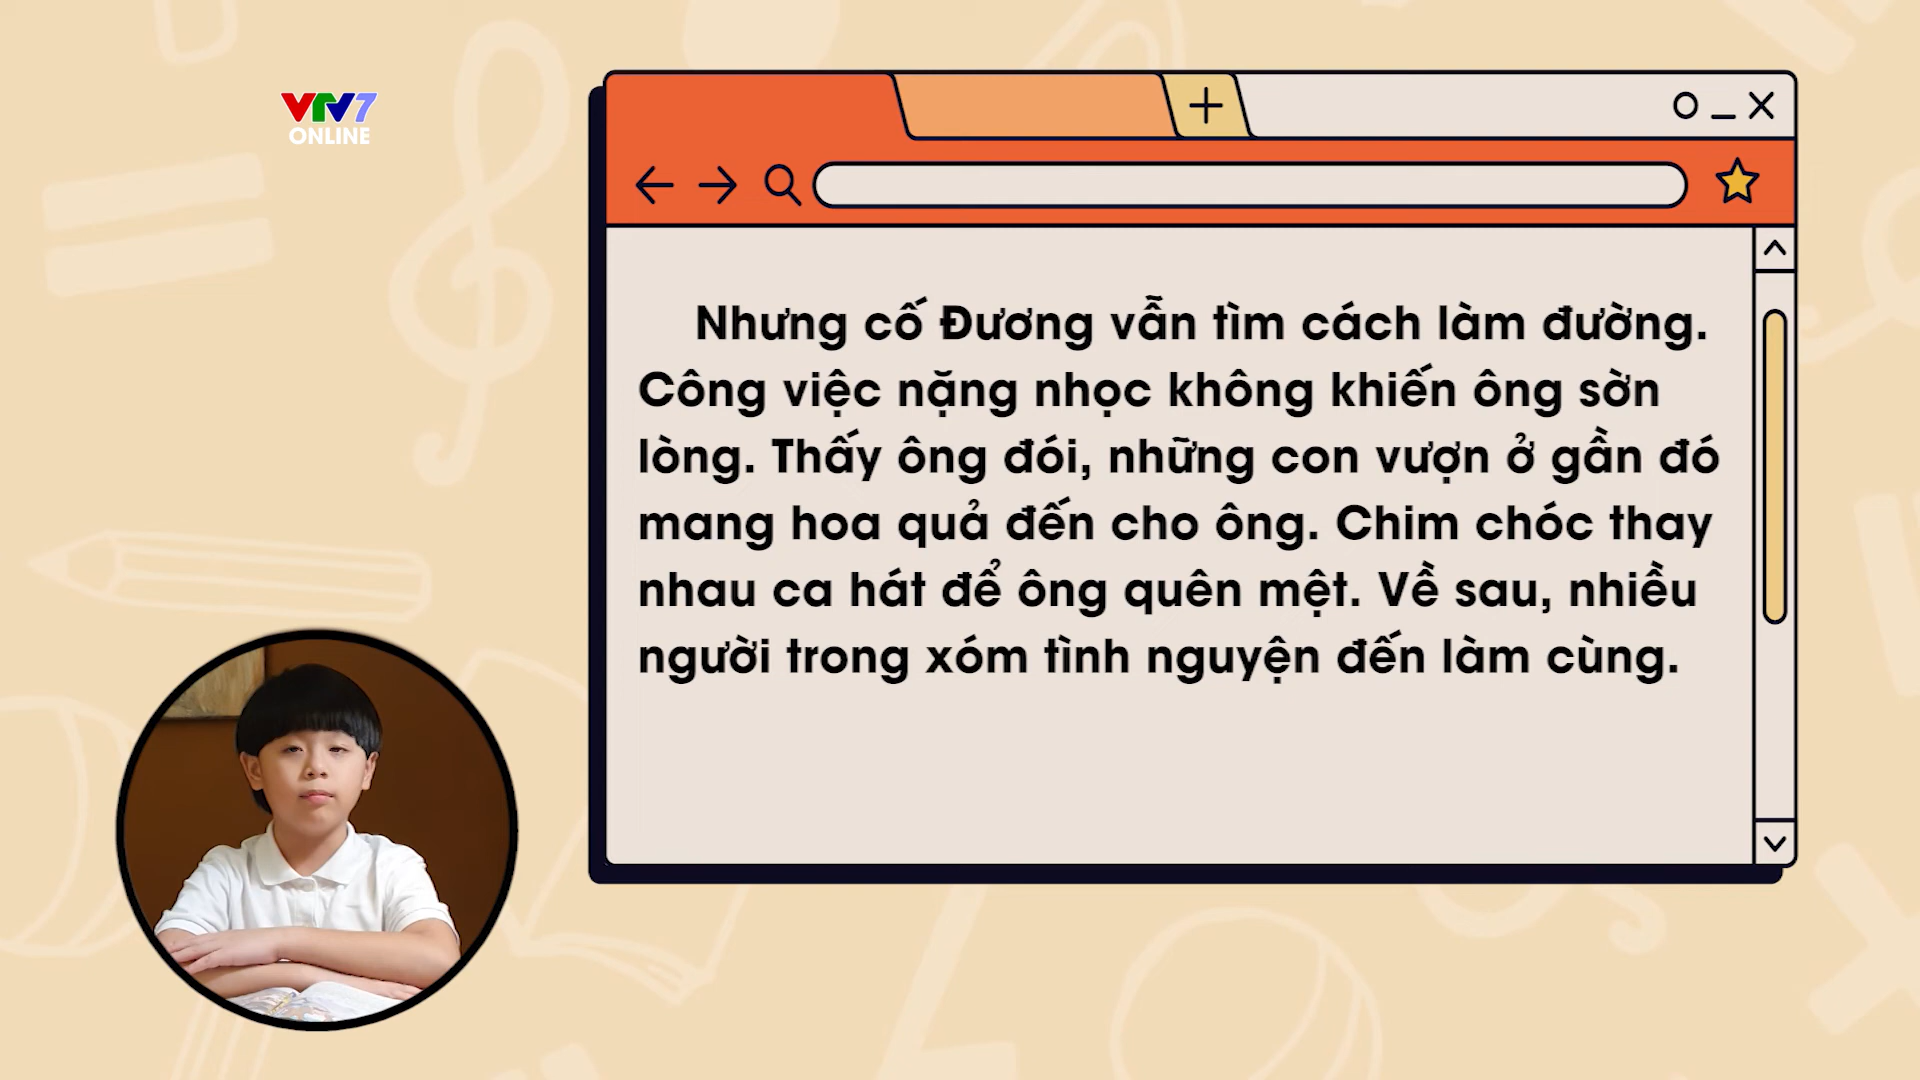 VTV7
ONLINE
Nhưng cố Đương vẫn tìm cách làm đường.
Công việc nặng nhọc không khiến ông sờn
lòng. Thấy ông đói, những con vượn ở gần đó
mang hoa quả đến cho ông. Chim chóc thay
nhau ca hát để ông quên mệt. Về sau, nhiều
người trong xóm tình nguyện đến làm cùng.